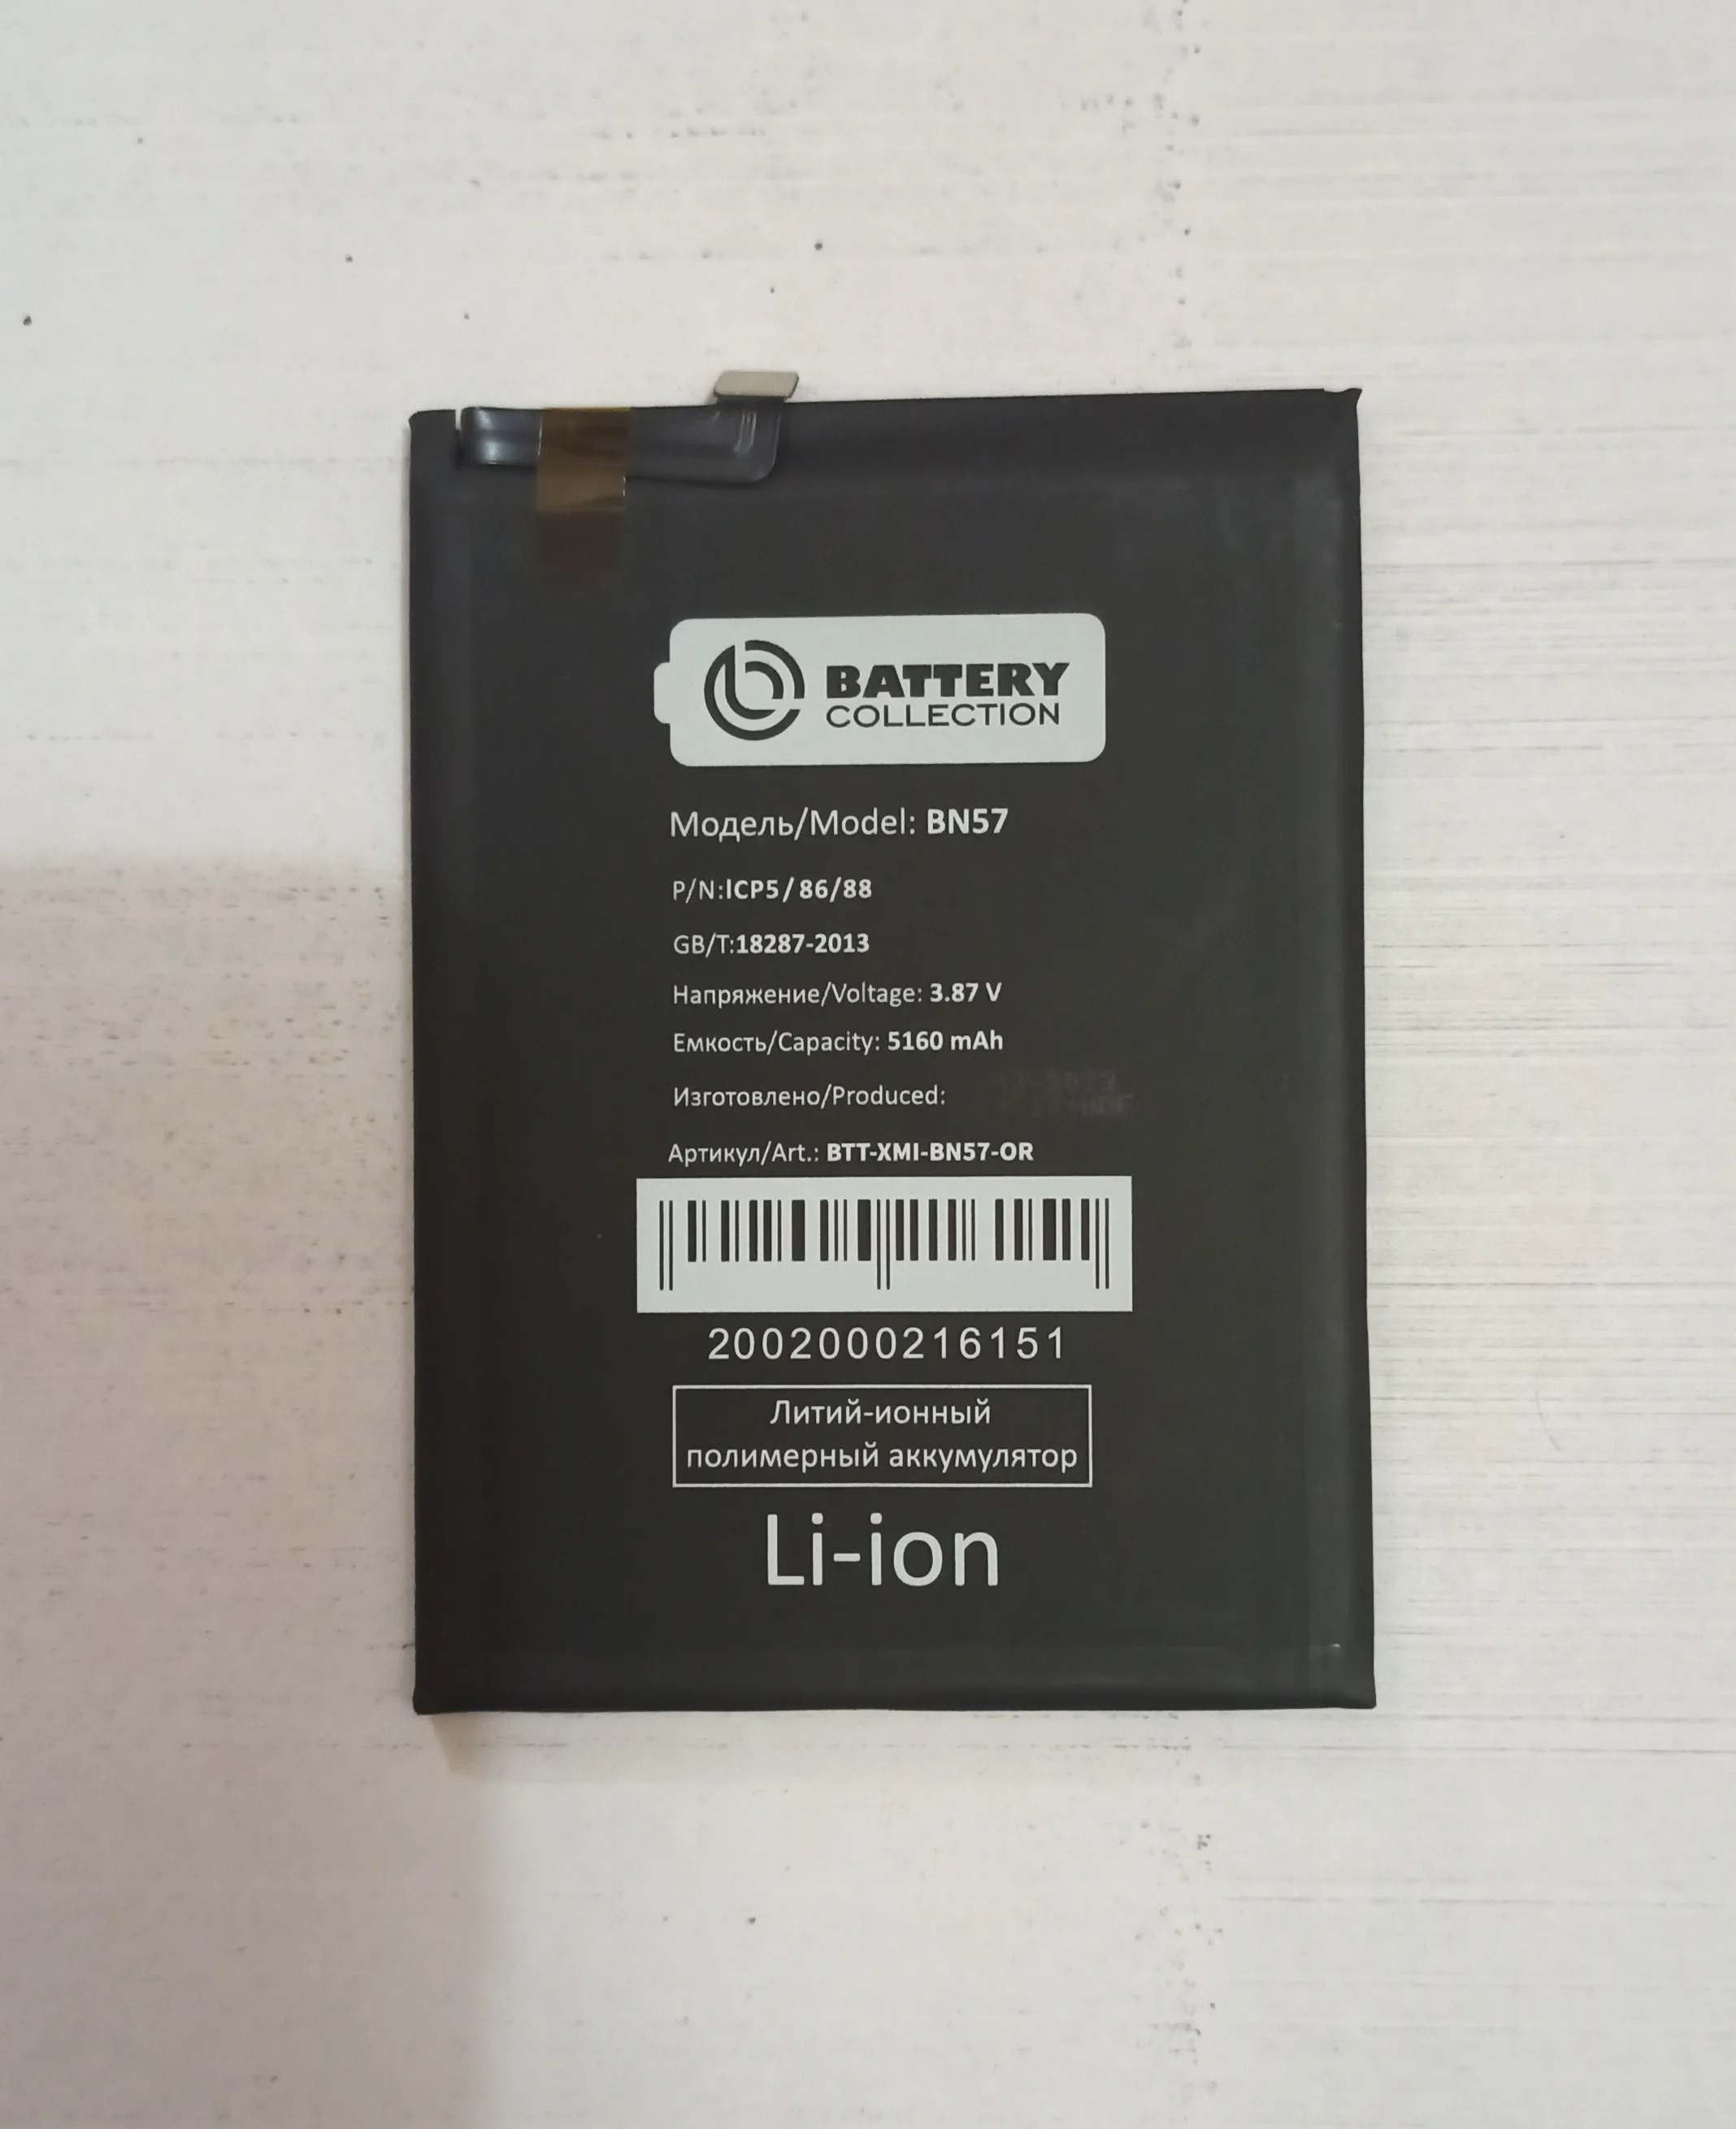 BATTERY
COLLECTION
Модель/Model: BN57
P/N:ICP5/86/88
GB/T:18287-2013
Напряжение/Voltage: 3.87 V
Емкость/Capacity: 5160 mAh
Изготовлено/Produced:
Артикул/Art.: BTT-XMI-BN57-OR
2002000216151
Литий-ионный
полимерный аккумулятор
Li-ion